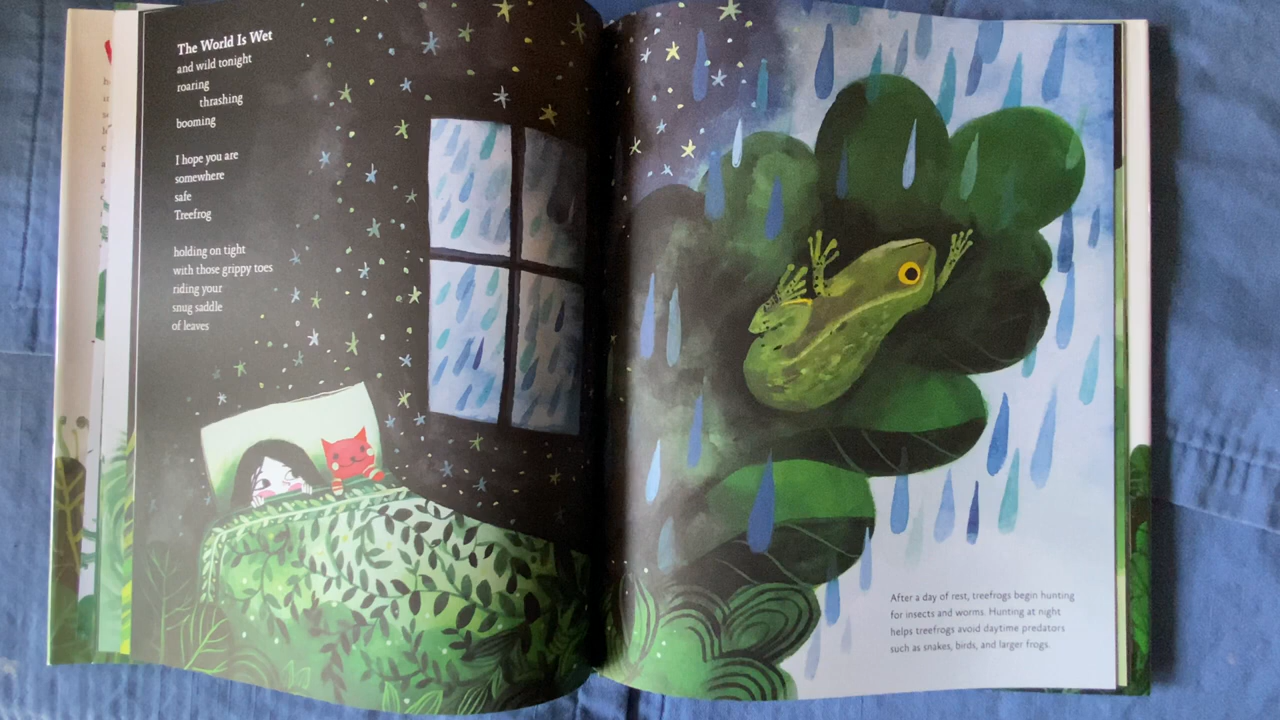 The World Is Wet
and wild tonight
roaring
thrashing
booming
I hope you are
somewhere
safe
Treefrog
holding on tight
with those grippy toes
riding your
snug saddle
of leaves
After a day of rest, treefrogs begin hunting
for insects and worms. Hunting at night
helps treefrogs avoid daytime predators
such as snakes, birds, and larger frogs.